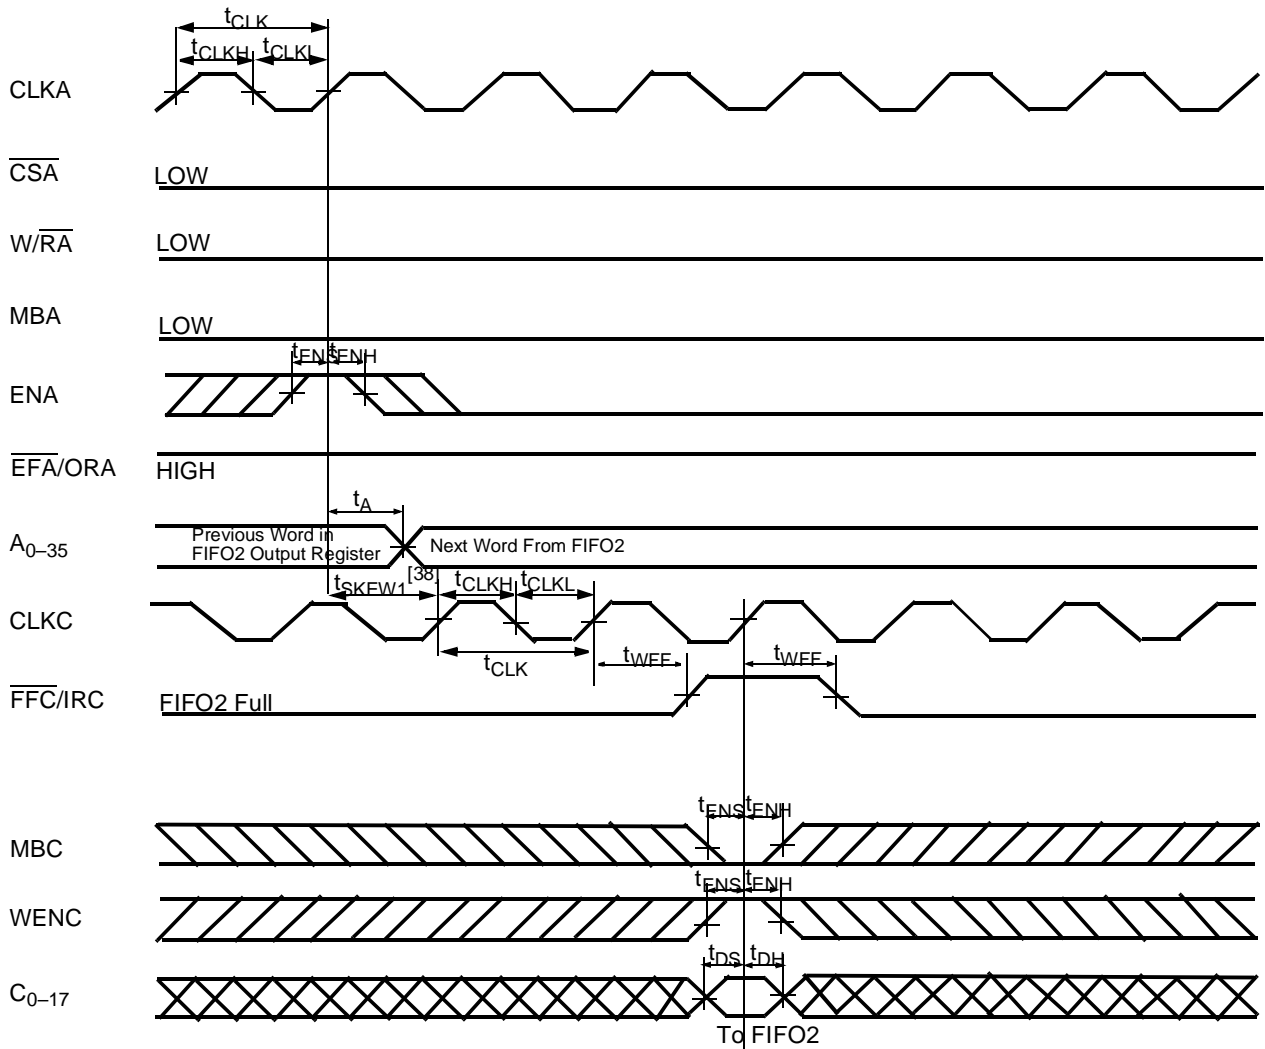 tCLK
tCLKH tCLKL
CLKA
CSA LOW
W/RA LOW
MBA LOW
tENS tENH
ENA
EFA/ORA HIGH
tA
A0–35 Previous Word in FIFO2 Output Register Next Word From FIFO2
tSKEW1[38] tCLKH tCLKL
CLKC
tCLK tWFF tWFF
FFC/IRC FIFO2 Full
tENS tENH
MBC
tENS tENH
WENC
tDS tDH
C0–17
To FIFO2